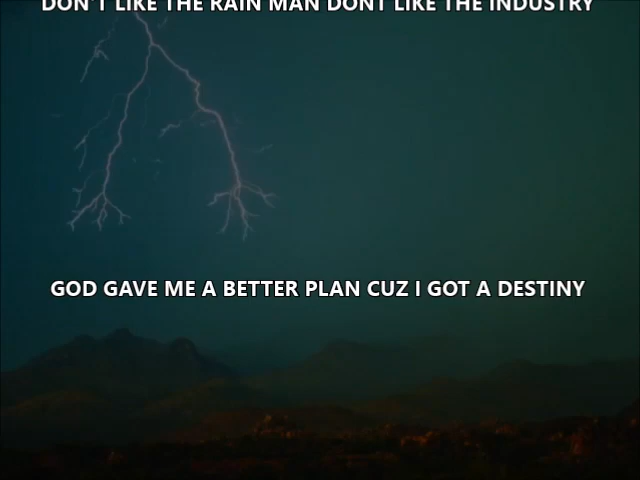 DON'T LIKE THE RAIN MAN DONT LIKE THE INDUSTRY
GOD GAVE ME A BETTER PLAN CUZ I GOT A DESTINY